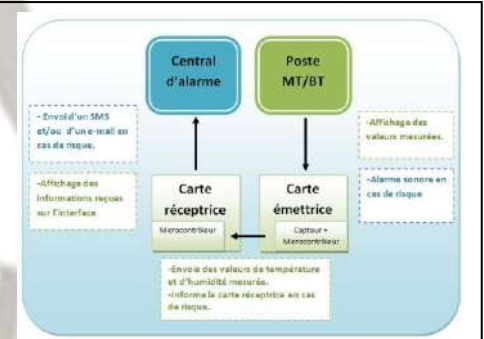 Central
d'alarme
Poste
MT/BT
- Envoi d'un SMS
et/ou d'un e-mail en
cas de risque.
-Affichage des
informations reçues
sur l'interface
-Affichage des
valeurs mesurées.
-Alarme sonore en
cas de risque
Carte
réceptrice
Microcontrôleur
Carte
émettrice
Capteur +
Microcontrôleur
-Envoie des valeurs de température
et d'humidité mesurée.
-Informe la carte réceptrice en cas
de risque.